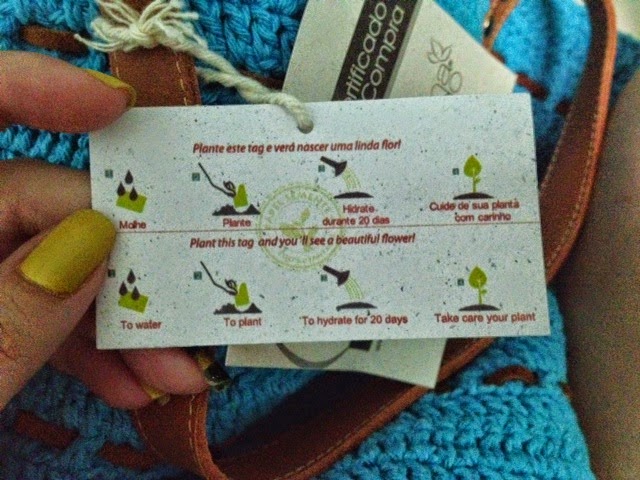 Certificado
Compra
Plante este tag e verá nascer uma linda flor!
Molhe
Plante
Hidrate
durante 20 dias
Cuide de sua planta
com carinho
Plant this tag and you'll see a beautiful flower!
To water
To plant
To hydrate for 20 days
Take care your plant